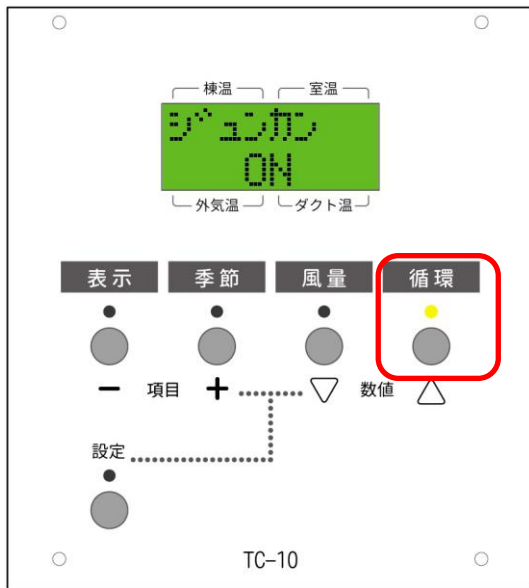 棟温 室温
ジュンカン
ON
外気温 ダクト温
表示 季節 風量 循環
− 項目 + ▽ 数値 △
設定
TC−10